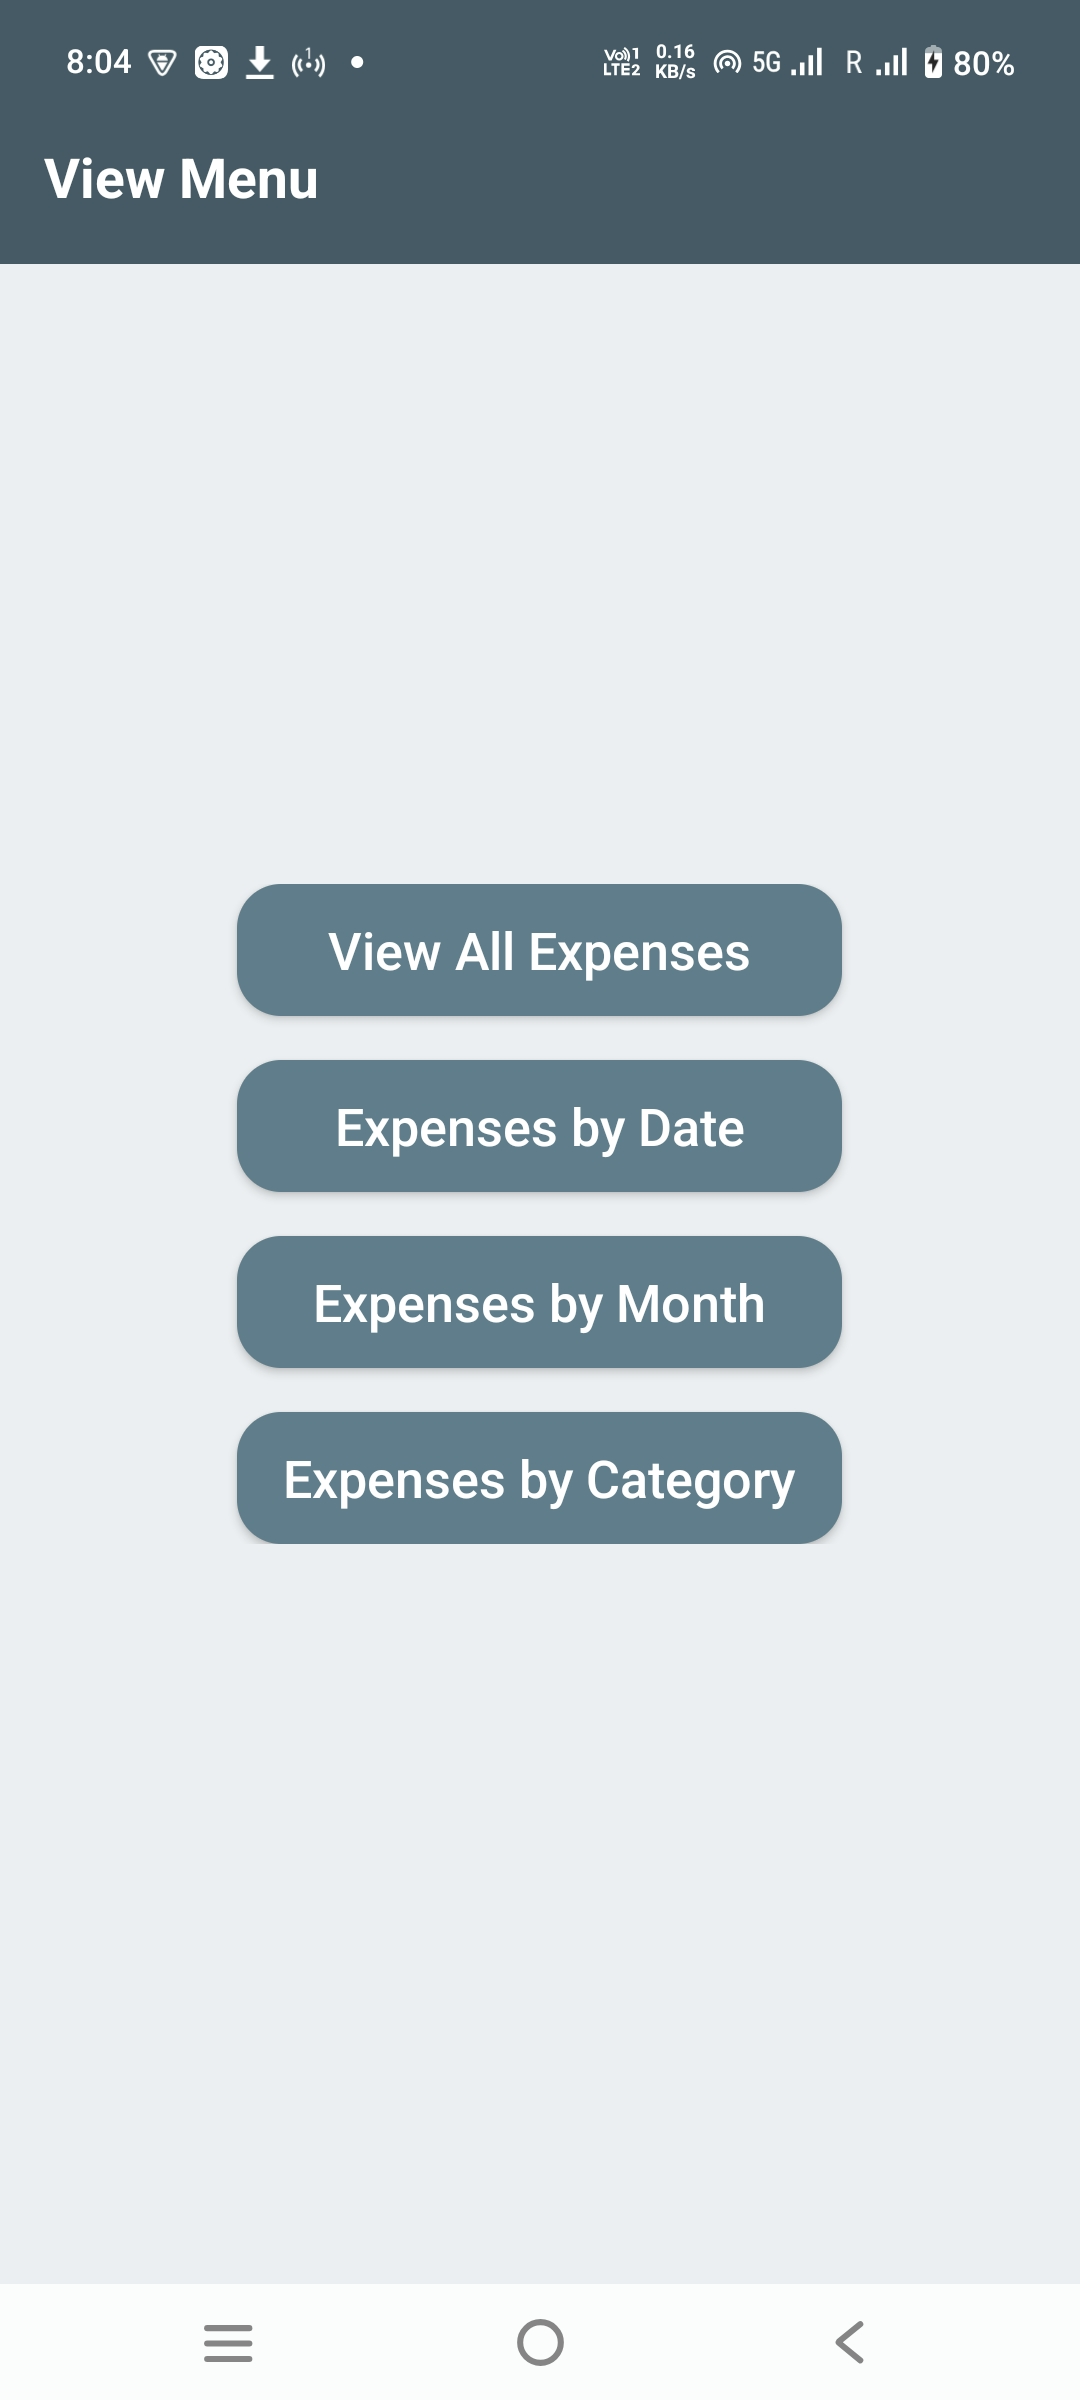 8:04
Vo)) 1 LTE2 0.16 KB/s 5G R 80%
View Menu
View All Expenses
Expenses by Date
Expenses by Month
Expenses by Category